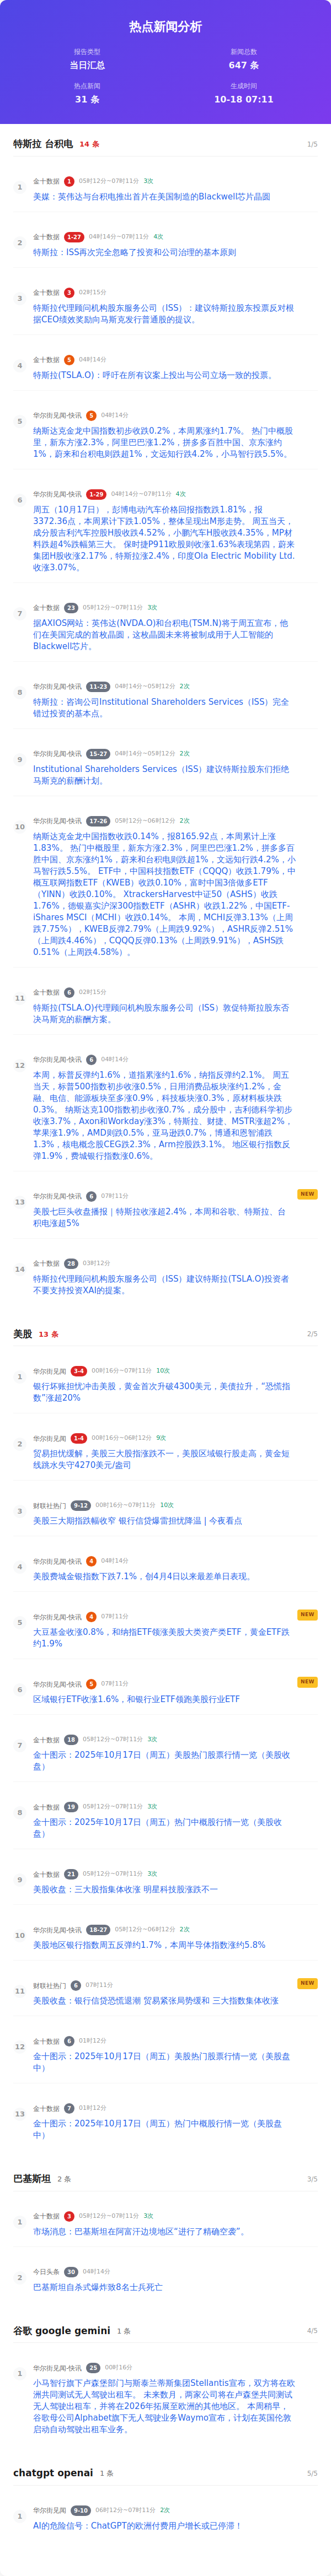 热点新闻分析
报告类型
当日汇总
新闻总数
647 条
热点新闻
31 条
生成时间
10-18 07:11
特斯拉 台积电 14 条 1/5
1
金十数据 1 05时12分~07时11分 3次
美媒：英伟达与台积电推出首片在美国制造的Blackwell芯片晶圆
2
金十数据 1-27 04时14分~07时11分 4次
特斯拉：ISS再次完全忽略了投资和公司治理的基本原则
3
金十数据 3 02时15分
特斯拉代理顾问机构股东服务公司（ISS）：建议特斯拉股东投票反对根
据CEO绩效奖励向马斯克发行普通股的提议。
4
金十数据 5 04时14分
特斯拉(TSLA.O)：呼吁在所有议案上投出与公司立场一致的投票。
5
华尔街见闻-快讯 5 04时14分
纳斯达克金龙中国指数初步收跌0.2%，本周累涨约1.7%。 热门中概股
里，新东方涨2.3%，阿里巴巴涨1.2%，拼多多百胜中国、京东涨约
1%，蔚来和台积电则跌超1%，文远知行跌4.2%，小马智行跌5.5%。
6
华尔街见闻-快讯 1-29 04时14分~07时11分 4次
周五（10月17日），彭博电动汽车价格回报指数跌1.81%，报
3372.36点，本周累计下跌1.05%，整体呈现出M形走势。 周五当天，
成分股吉利汽车控股H股收跌4.52%，小鹏汽车H股收跌4.35%，MP材
料跌超4%跌幅第三大。 保时捷P911欧股则收涨1.63%表现第四，蔚来
集团H股收涨2.17%，特斯拉涨2.4%，印度Ola Electric Mobility Ltd.
收涨3.07%。
7
金十数据 23 05时12分~07时11分 3次
据AXIOS网站：英伟达(NVDA.O)和台积电(TSM.N)将于周五宣布，他
们在美国完成的首枚晶圆，这枚晶圆未来将被制成用于人工智能的
Blackwell芯片。
8
华尔街见闻-快讯 11-23 04时14分~05时12分 2次
特斯拉：咨询公司Institutional Shareholders Services（ISS）完全
错过投资的基本点。
9
华尔街见闻-快讯 15-27 04时14分~05时12分 2次
Institutional Shareholders Services（ISS）建议特斯拉股东们拒绝
马斯克的薪酬计划。
10
华尔街见闻-快讯 17-26 05时12分~06时12分 2次
纳斯达克金龙中国指数收跌0.14%，报8165.92点，本周累计上涨
1.83%。 热门中概股里，新东方涨2.3%，阿里巴巴涨1.2%，拼多多百
胜中国、京东涨约1%，蔚来和台积电则跌超1%，文远知行跌4.2%，小
马智行跌5.5%。 ETF中，中国科技指数ETF（CQQQ）收跌1.79%，中
概互联网指数ETF（KWEB）收跌0.10%，富时中国3倍做多ETF
（YINN）收跌0.10%。 XtrackersHarvest中证50（ASHS）收跌
1.76%，德银嘉实沪深300指数ETF（ASHR）收跌1.22%，中国ETF-
iShares MSCI（MCHI）收跌0.14%。 本周，MCHI反弹3.13%（上周
跌7.75%），KWEB反弹2.79%（上周跌9.92%），ASHR反弹2.51%
（上周跌4.46%），CQQQ反弹0.13%（上周跌9.91%），ASHS跌
0.51%（上周跌4.58%）。
11
金十数据 6 02时15分
特斯拉(TSLA.O)代理顾问机构股东服务公司（ISS）敦促特斯拉股东否
决马斯克的薪酬方案。
12
华尔街见闻-快讯 6 04时14分
本周，标普反弹约1.6%，道指累涨约1.6%，纳指反弹约2.1%。 周五
当天，标普500指数初步收涨0.5%，日用消费品板块涨约1.2%，金
融、电信、能源板块至多涨0.9%，科技板块涨0.3%，原材料板块跌
0.3%。 纳斯达克100指数初步收涨0.7%，成分股中，吉利德科学初步
收涨3.7%，Axon和Workday涨3%，特斯拉、财捷、MSTR涨超2%，
苹果涨1.9%，AMD则跌0.5%，亚马逊跌0.7%，博通和恩智浦跌
1.3%，核电概念股CEG跌2.3%，Arm控股跌3.1%。 地区银行指数反
弹1.9%，费城银行指数涨0.6%。
13
华尔街见闻-快讯 6 07时11分 NEW
美股七巨头收盘播报｜特斯拉收涨超2.4%，本周和谷歌、特斯拉、台
积电涨超5%
14
金十数据 28 03时12分
特斯拉代理顾问机构股东服务公司（ISS）建议特斯拉(TSLA.O)投资者
不要支持投资XAI的提案。
美股 13 条 2/5
1
华尔街见闻 1-4 00时16分~07时11分 10次
银行坏账担忧冲击美股，黄金首次升破4300美元，美债拉升，“恐慌指
数”涨超20%
2
华尔街见闻 1-4 00时16分~06时12分 9次
贸易担忧缓解，美股三大股指涨跌不一，美股区域银行股走高，黄金短
线跳水失守4270美元/盎司
3
财联社热门 9-12 00时16分~07时11分 10次
美股三大期指跌幅收窄 银行信贷爆雷担忧降温 | 今夜看点
4
华尔街见闻-快讯 4 04时14分
美股费城金银指数下跌7.1%，创4月4日以来最差单日表现。
5
华尔街见闻-快讯 4 07时11分 NEW
大豆基金收涨0.8%，和纳指ETF领涨美股大类资产类ETF，黄金ETF跌
约1.9%
6
华尔街见闻-快讯 5 07时11分 NEW
区域银行ETF收涨1.6%，和银行业ETF领跑美股行业ETF
7
金十数据 18 05时12分~07时11分 3次
金十图示：2025年10月17日（周五）美股热门股票行情一览（美股收
盘）
8
金十数据 19 05时12分~07时11分 3次
金十图示：2025年10月17日（周五）热门中概股行情一览（美股收
盘）
9
金十数据 21 05时12分~07时11分 3次
美股收盘：三大股指集体收涨 明星科技股涨跌不一
10
华尔街见闻-快讯 18-27 05时12分~06时12分 2次
美股地区银行指数周五反弹约1.7%，本周半导体指数涨约5.8%
11
财联社热门 6 07时11分 NEW
美股收盘：银行信贷恐慌退潮 贸易紧张局势缓和 三大指数集体收涨
12
金十数据 6 01时12分
金十图示：2025年10月17日（周五）美股热门股票行情一览（美股盘
中）
13
金十数据 7 01时12分
金十图示：2025年10月17日（周五）热门中概股行情一览（美股盘
中）
巴基斯坦 2 条 3/5
1
金十数据 3 05时12分~07时11分 3次
市场消息：巴基斯坦在阿富汗边境地区“进行了精确空袭”。
2
今日头条 30 04时14分
巴基斯坦自杀式爆炸致8名士兵死亡
谷歌 google gemini 1 条 4/5
1
华尔街见闻-快讯 25 00时16分
小马智行旗下卢森堡部门与斯泰兰蒂斯集团Stellantis宣布，双方将在欧
洲共同测试无人驾驶出租车。 未来数月，两家公司将在卢森堡共同测试
无人驾驶出租车，并将在2026年拓展至欧洲的其他地区。 本周稍早，
谷歌母公司Alphabet旗下无人驾驶业务Waymo宣布，计划在英国伦敦
启动自动驾驶出租车业务。
chatgpt openai 1 条 5/5
1
华尔街见闻 9-10 06时12分~07时11分 2次
AI的危险信号：ChatGPT的欧洲付费用户增长或已停滞！